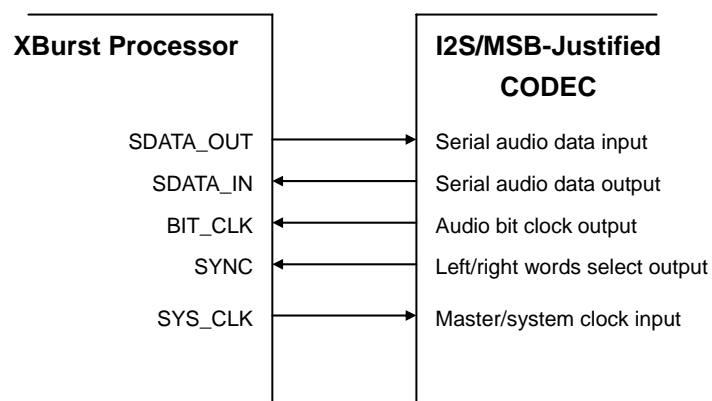 XBurst Processor
I2S/MSB-Justified
CODEC
SDATA_OUT Serial audio data input
SDATA_IN Serial audio data output
BIT_CLK Audio bit clock output
SYNC Left/right words select output
SYS_CLK Master/system clock input